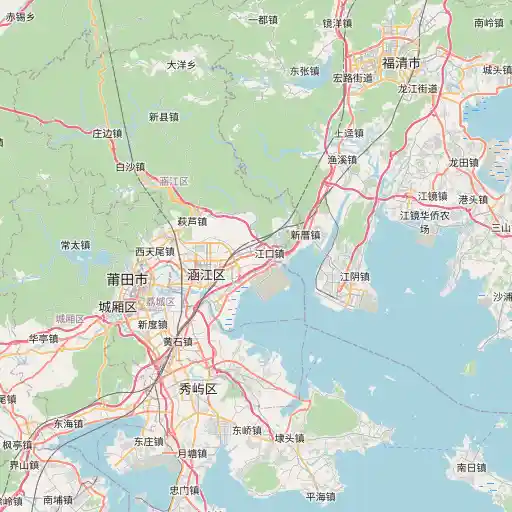 赤锡乡
一都镇
镜洋镇
南岭镇
大洋乡
东张镇
宏路街道
福清市
城头镇
龙江街道
新县镇
庄边镇
上迳镇
渔溪镇
龙田镇
白沙镇
涵江区
江镜镇
港头镇
萩芦镇
江镜华侨农
场
三山
新厝镇
常太镇
西天尾镇
江口镇
莆田市
涵江区
江阴镇
荔城区
城厢区
沙浦
城厢区
新度镇
华亭镇
黄石镇
秀屿区
尾镇
东海镇
东峤镇
埭头镇
枫亭镇
东庄镇
月塘镇
界山镇
南日镇
忠门镇
平海镇
岭镇
南埔镇